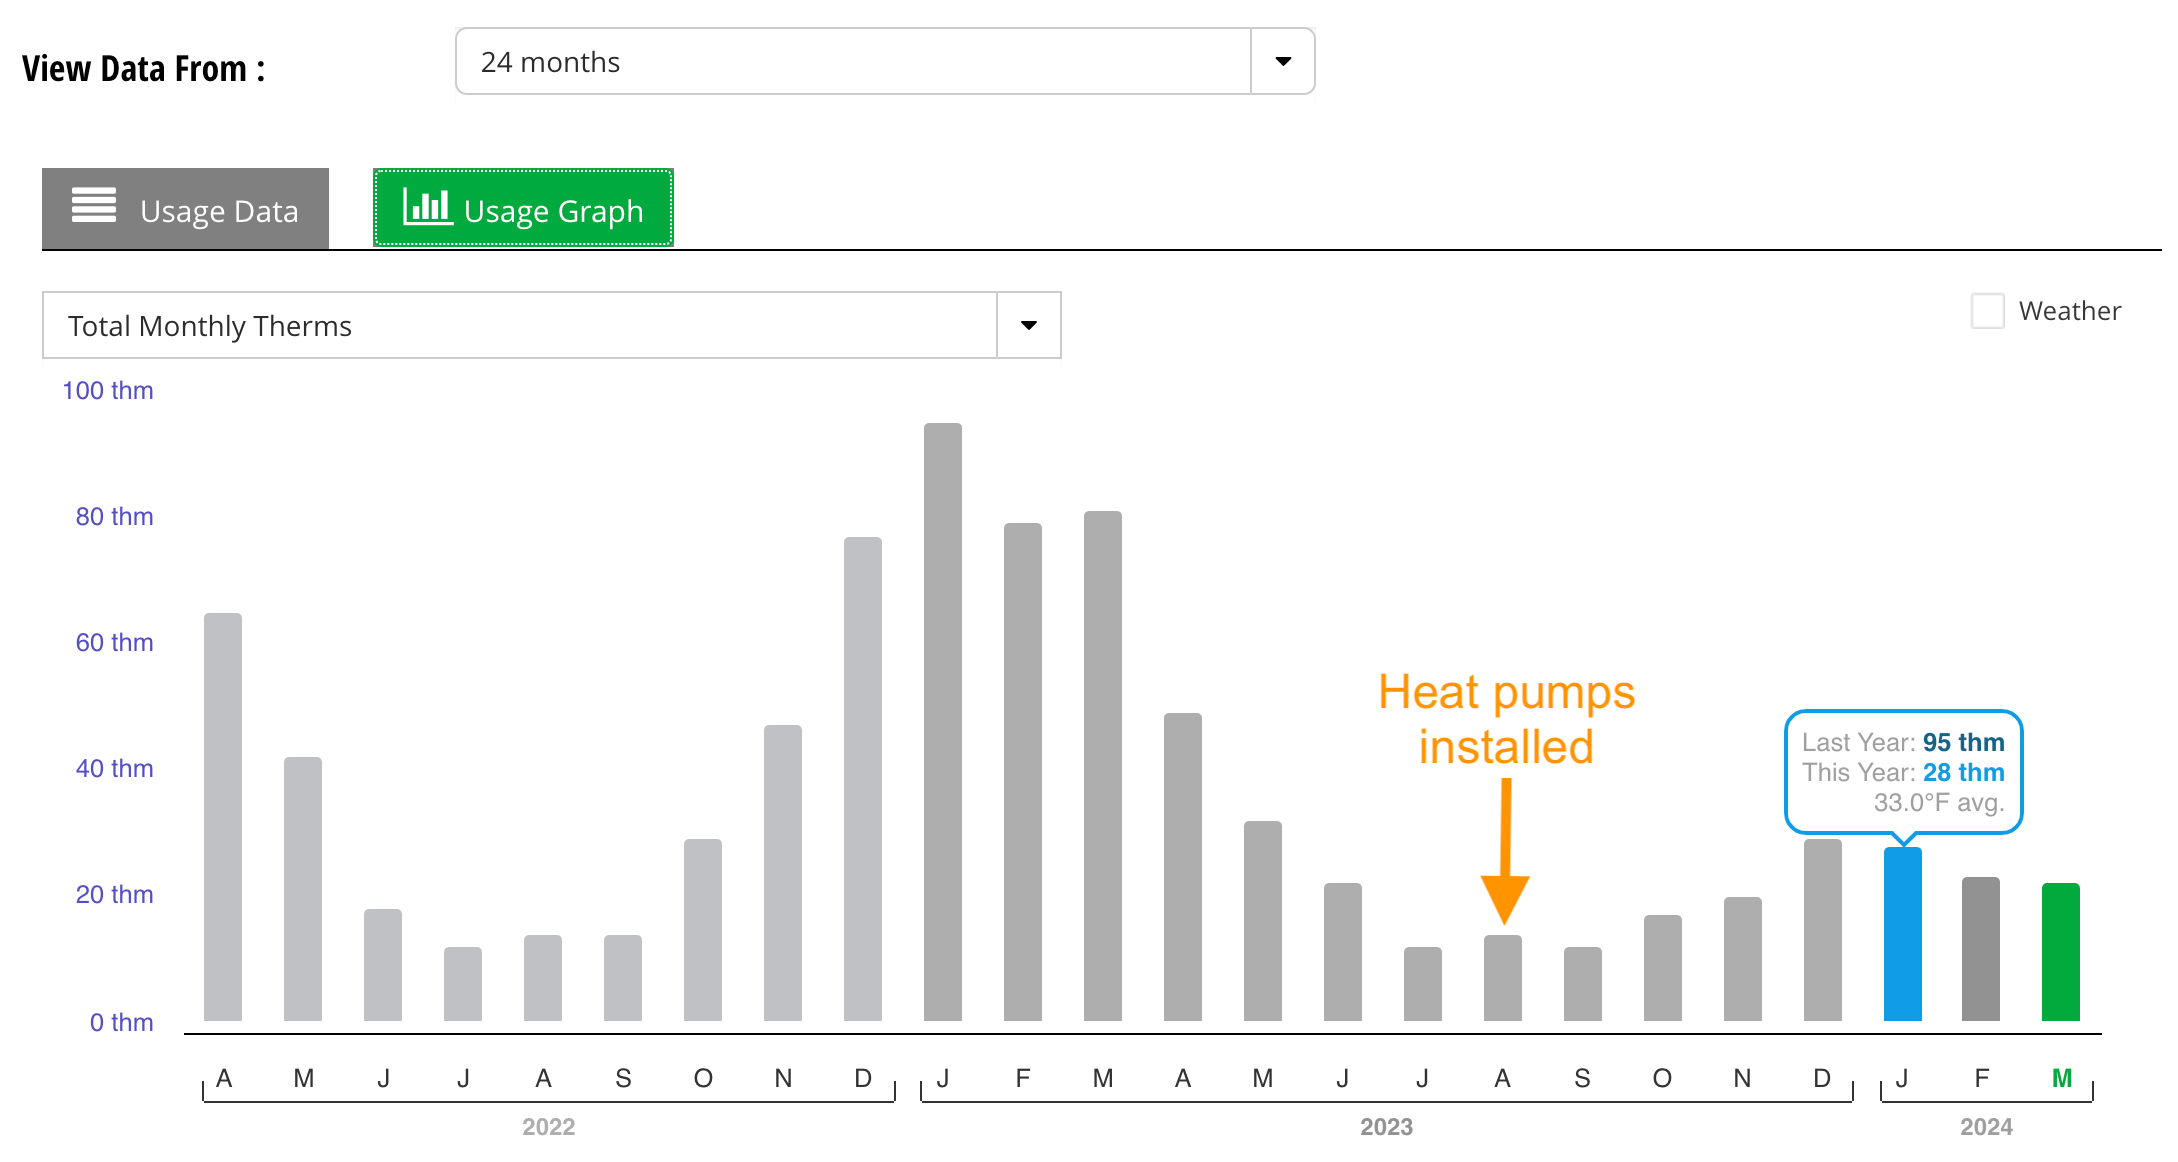 View Data From :
24 months
Usage Data
Usage Graph
Total Monthly Therms
Weather
100 thm
80 thm
60 thm
40 thm
20 thm
0 thm
Heat pumps
installed
Last Year: 95 thm
This Year: 28 thm
33.0°F avg.
A M J J A S O N D J F M A M J J A S O N D J F M
2022 2023 2024